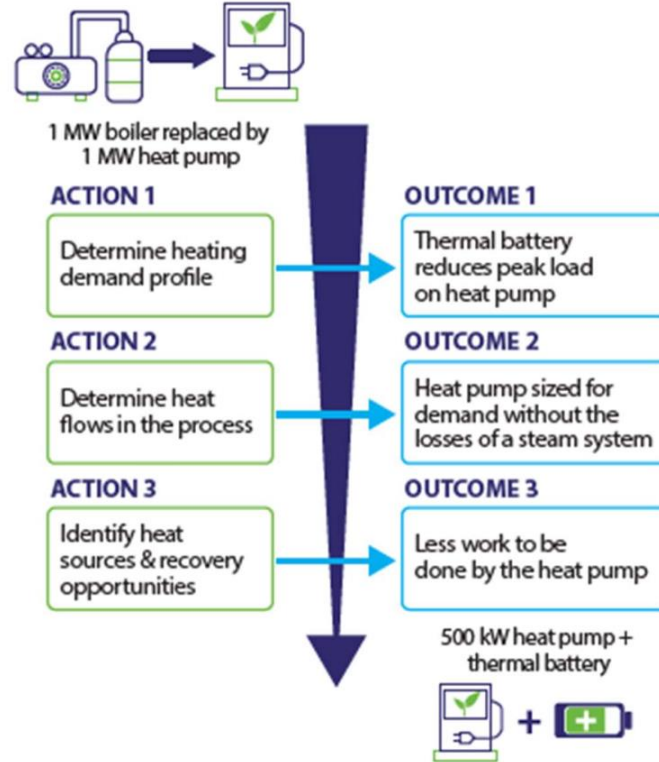 1 MW boiler replaced by
1 MW heat pump
ACTION 1
Determine heating
demand profile
OUTCOME 1
Thermal battery
reduces peak load
on heat pump
ACTION 2
Determine heat
flows in the process
OUTCOME 2
Heat pump sized for
demand without the
losses of a steam system
ACTION 3
Identify heat
sources & recovery
opportunities
OUTCOME 3
Less work to be
done by the heat pump
500 kW heat pump +
thermal battery